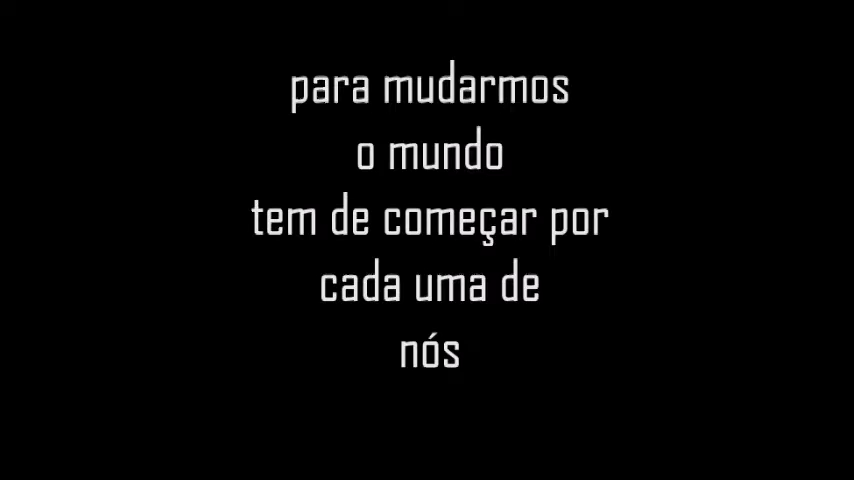 para mudarmos
o mundo
tem de começar por
cada uma de
nós